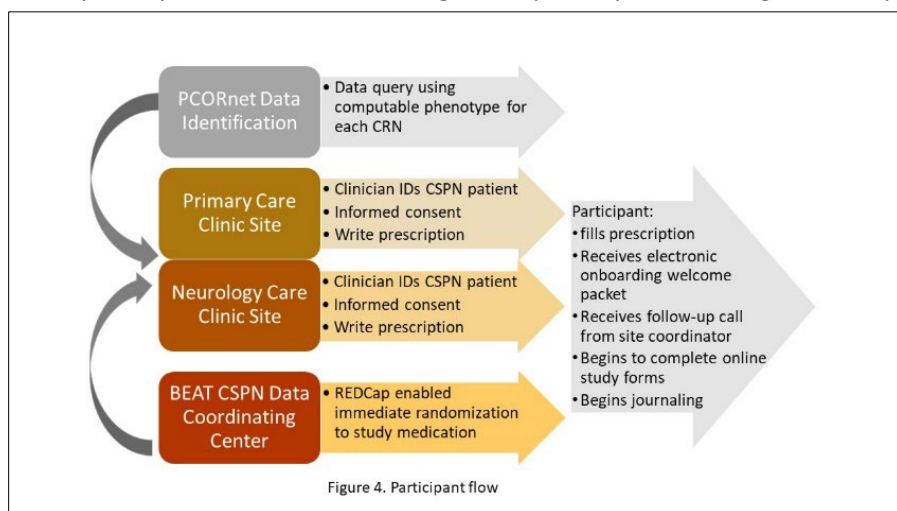 PCORnet Data
Identification
• Data query using
computable phenotype for
each CRN
Primary Care
Clinic Site
• Clinician IDs CSPN patient
• Informed consent
• Write prescription
Neurology Care
Clinic Site
• Clinician IDs CSPN patient
• Informed consent
• Write prescription
BEAT CSPN Data
Coordinating
Center
• REDCap enabled
immediate randomization
to study medication
Participant:
•fills prescription
•Receives electronic
onboarding welcome
packet
•Receives follow-up call
from site coordinator
•Begins to complete online
study forms
•Begins journaling
Figure 4. Participant flow